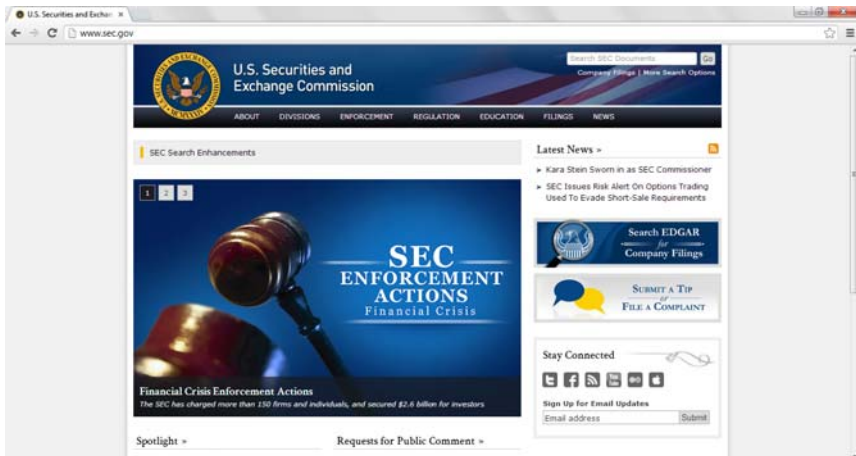 U.S. Securities and Exchan
www.sec.gov
U.S. Securities and
Exchange Commission
Search SEC Documents
Go
Company Filings | More Search Options
ABOUT DIVISIONS ENFORCEMENT REGULATION EDUCATION FILINGS NEWS
SEC Search Enhancements
1 2 3
SEC
ENFORCEMENT
ACTIONS
Financial Crisis
Financial Crisis Enforcement Actions
The SEC has charged more than 150 firms and individuals, and secured $2.6 billion for investors
Spotlight »
Requests for Public Comment »
Latest News »
Kara Stein Sworn in as SEC Commissioner
SEC Issues Risk Alert On Options Trading
Used To Evade Short-Sale Requirements
Search EDGAR
for
Company Filings
SUBMIT A TIP
or
FILE A COMPLAINT
Stay Connected
Sign Up for Email Updates
Email address
Submit